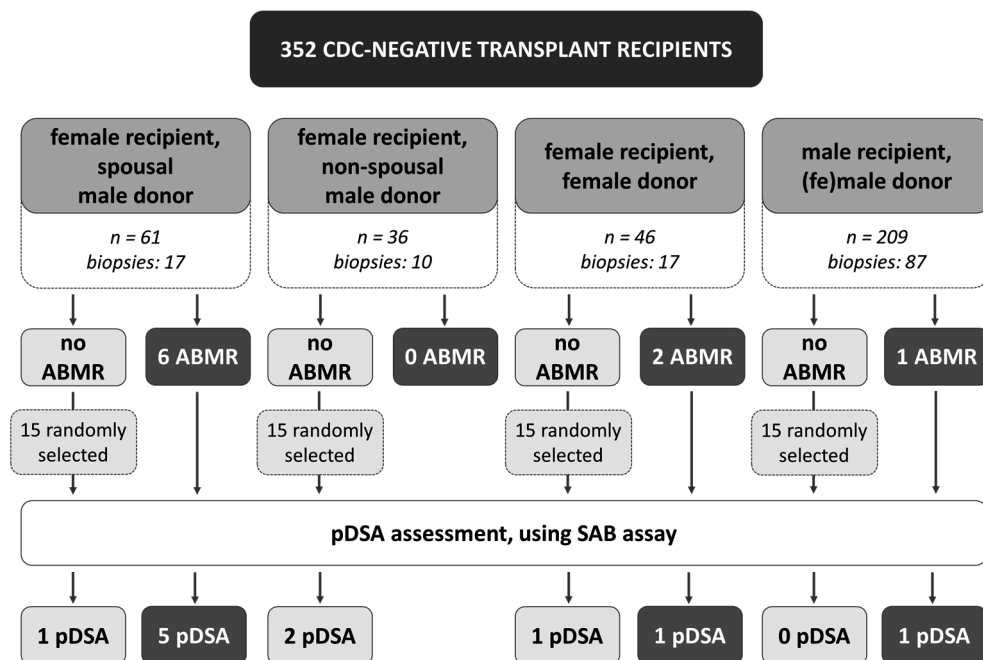 352 CDC-NEGATIVE TRANSPLANT RECIPIENTS
female recipient,
spousal
male donor
n = 61
biopsies: 17
female recipient,
non-spousal
male donor
n = 36
biopsies: 10
female recipient,
female donor
n = 46
biopsies: 17
male recipient,
(fe)male donor
n = 209
biopsies: 87
no
ABMR
6 ABMR
no
ABMR
0 ABMR
no
ABMR
2 ABMR
no
ABMR
1 ABMR
15 randomly
selected
15 randomly
selected
15 randomly
selected
15 randomly
selected
pDSA assessment, using SAB assay
1 pDSA
5 pDSA
2 pDSA
1 pDSA
1 pDSA
0 pDSA
1 pDSA